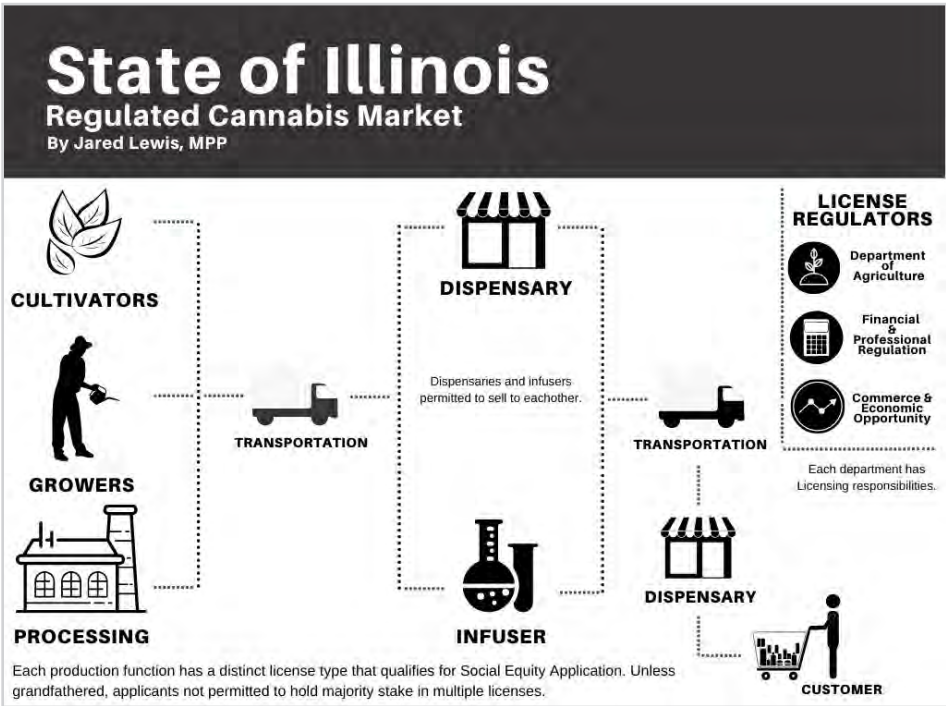 State of Illinois
Regulated Cannabis Market
By Jared Lewis, MPP
CULTIVATORS
GROWERS
PROCESSING
TRANSPORTATION
DISPENSARY
Dispensaries and infusers
permitted to sell to eachother.
INFUSER
TRANSPORTATION
DISPENSARY
CUSTOMER
LICENSE
REGULATORS
Department
of
Agriculture
Financial
&
Professional
Regulation
Commerce &
Economic
Opportunity
Each department has
Licensing responsibilities.
Each production function has a distinct license type that qualifies for Social Equity Application. Unless
grandfathered, applicants not permitted to hold majority stake in multiple licenses.